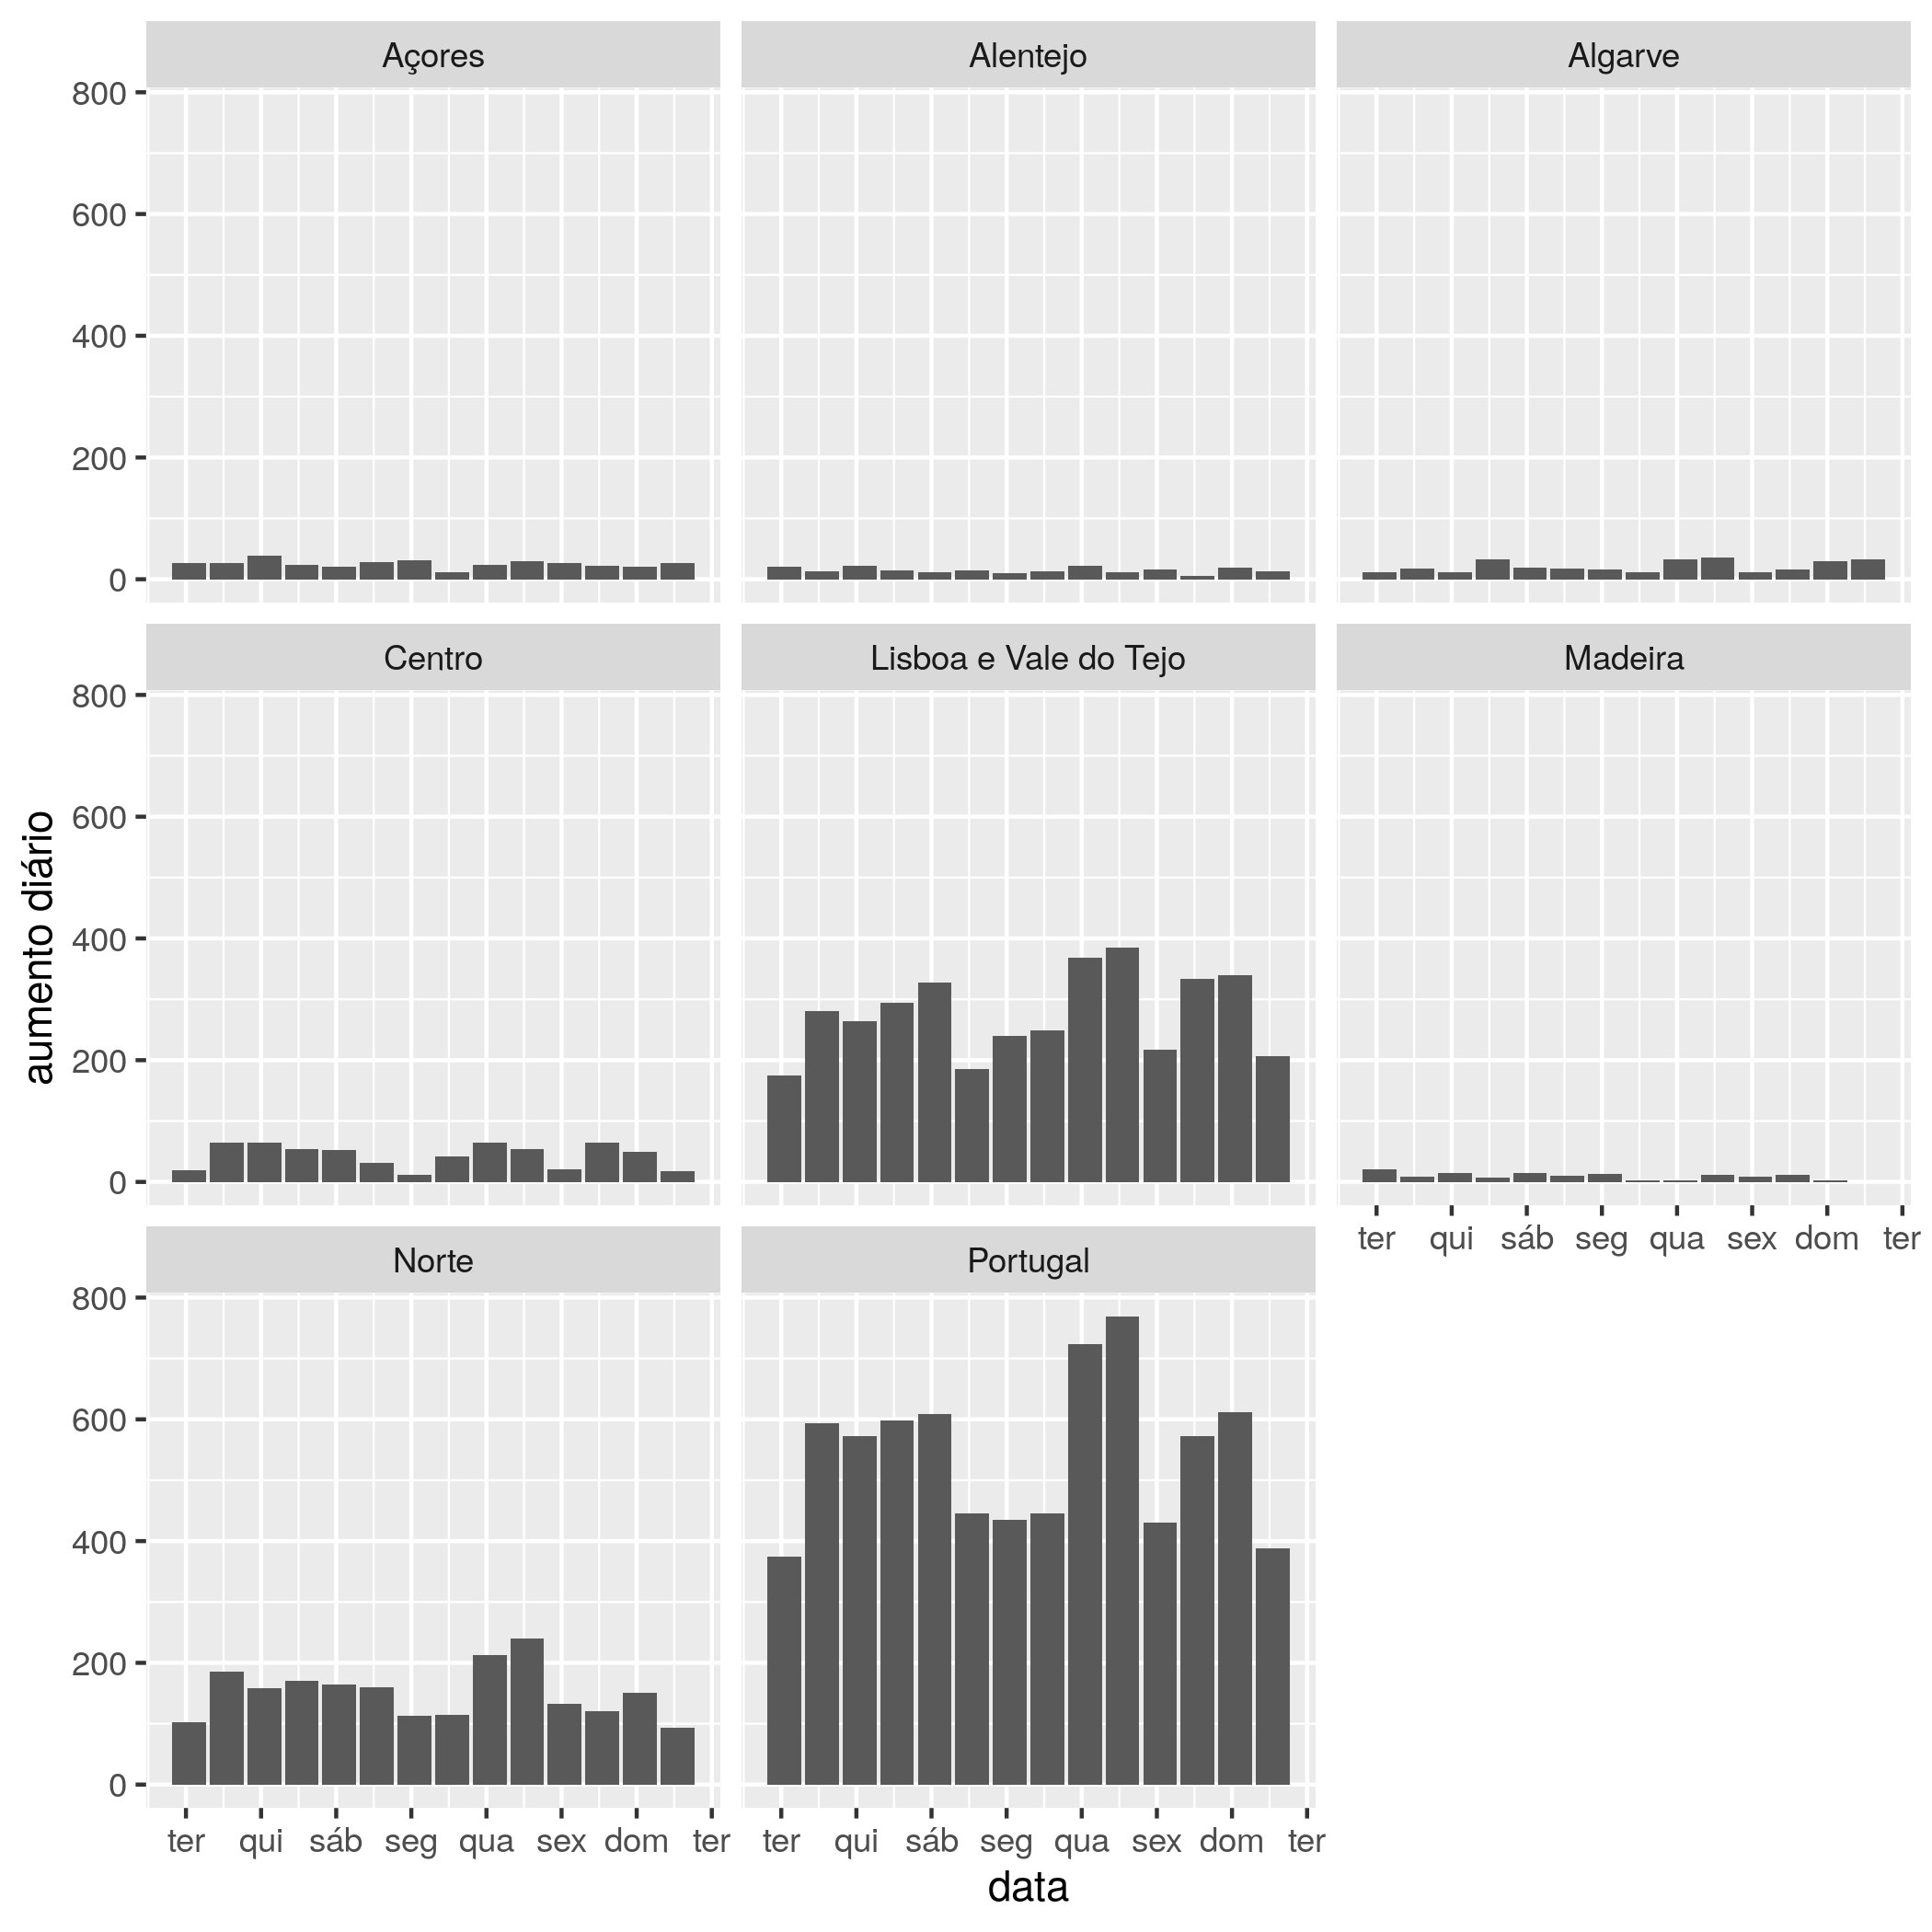 Açores Alentejo Algarve
800
600
400
200
0
Centro Lisboa e Vale do Tejo Madeira
800
600
400
200
0
ter qui sáb seg qua sex dom ter
Norte Portugal
800
600
400
200
0
ter qui sáb seg qua sex dom ter ter qui sáb seg qua sex dom ter
data
aumento diário